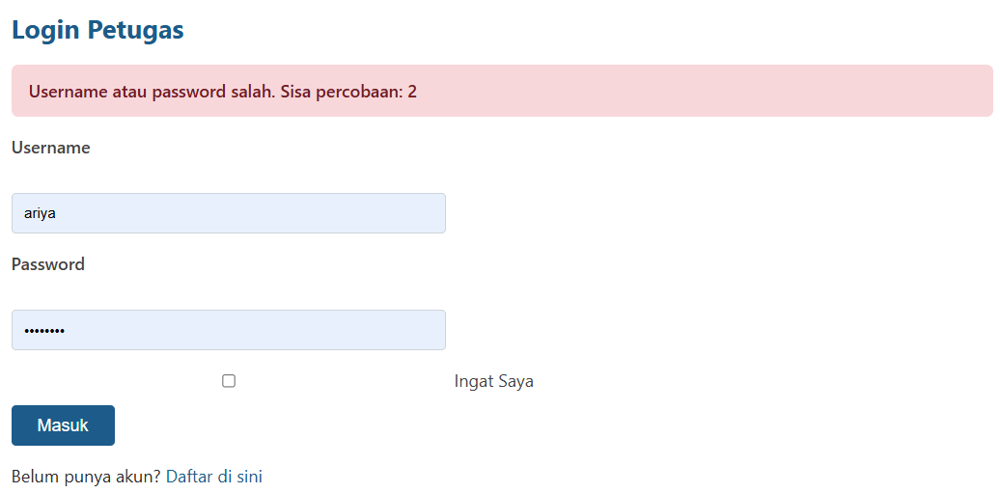 Login Petugas
Username atau password salah. Sisa percobaan: 2
Username
ariya
Password
••••••••
Ingat Saya
Masuk
Belum punya akun? Daftar di sini